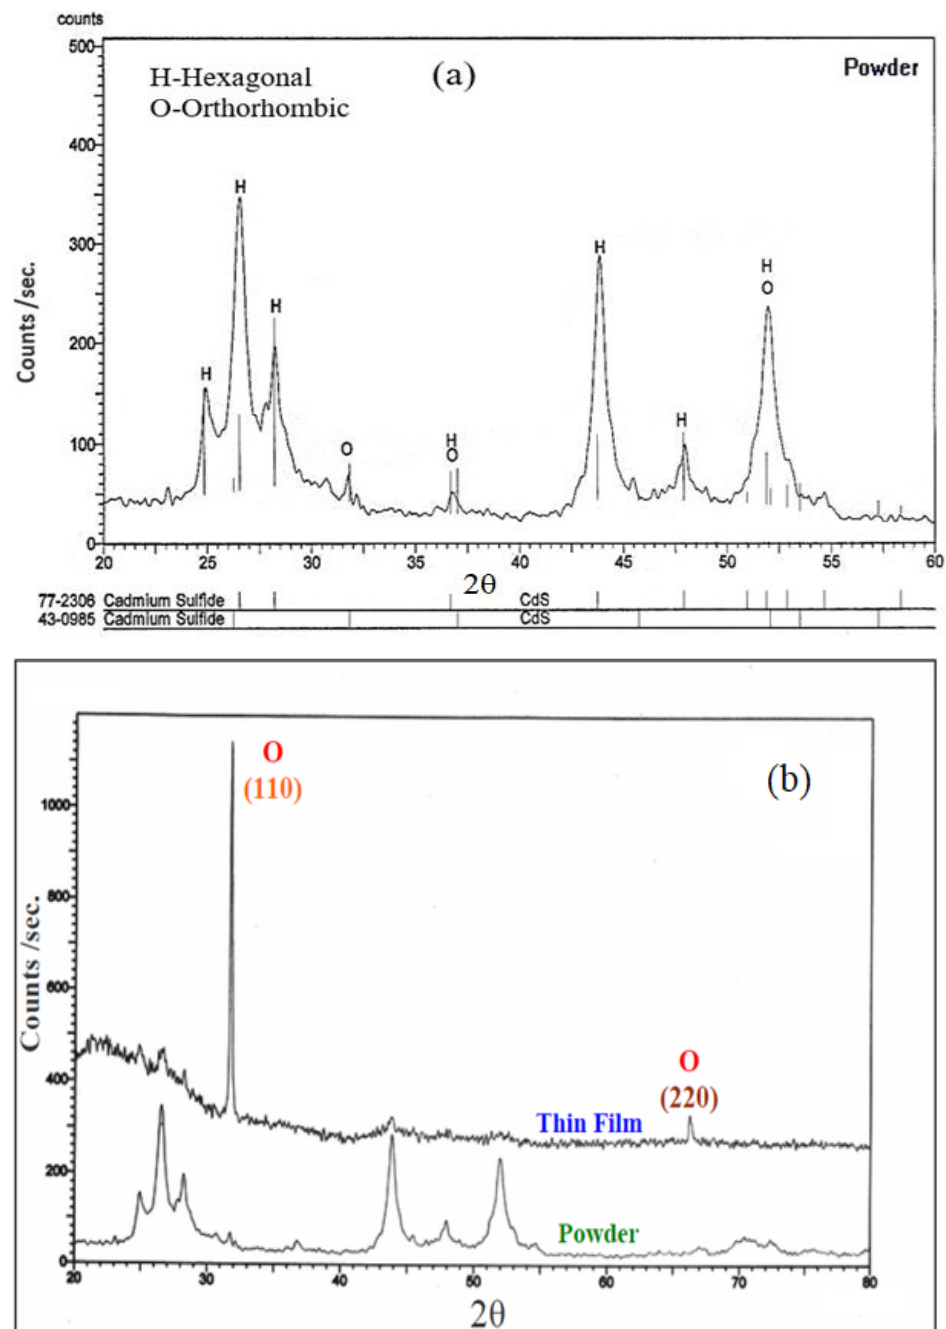 counts
500
H-Hexagonal
O-Orthorhombic
(a)
Powder
400
H
300
H
H
O
H
200
H
H
100
O
H
O
0
Counts /sec.
20 25 30 35 40 45 50 55 60
2θ
77-2306 Cadmium Sulfide CdS
43-0985 Cadmium Sulfide CdS
O
(110)
(b)
1000
800
600
400
200
0
Counts /sec.
O
(220)
Thin Film
Powder
20 30 40 50 60 70 80
2θ